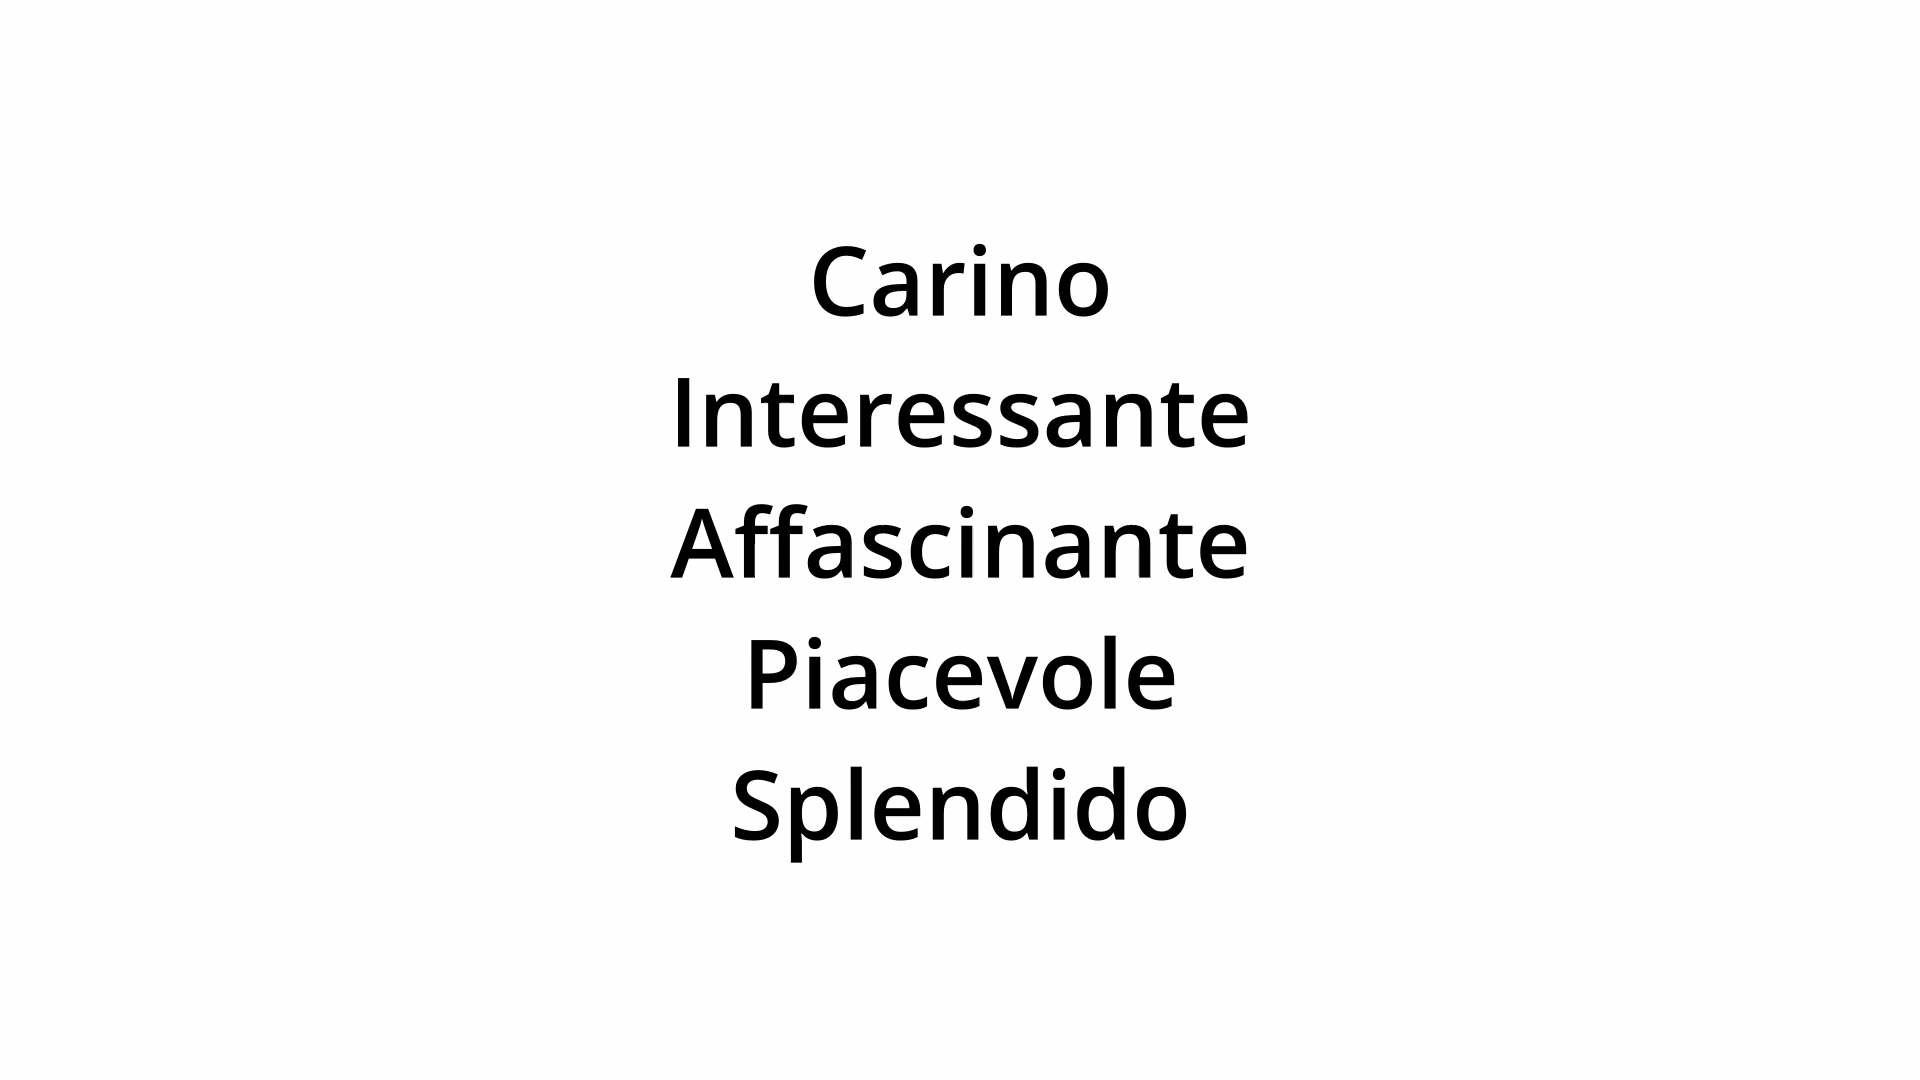 Carino
Interessante
Affascinante
Piacevole
Splendido